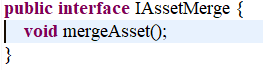 public interface IAssetMerge {
    void mergeAsset();
}